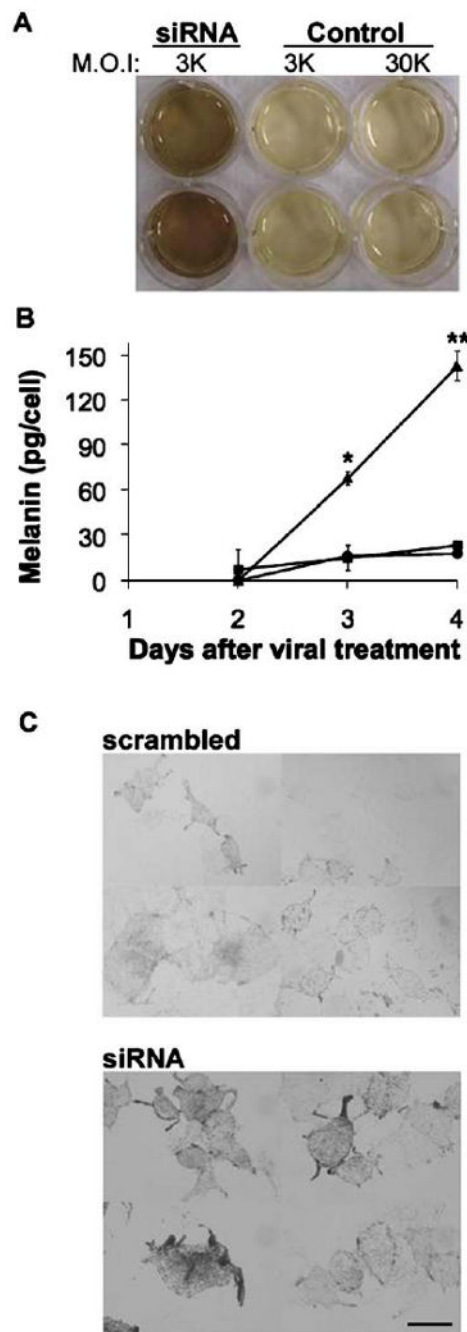 A
siRNA Control
M.O.I: 3K 3K 30K
B
Melanin (pg/cell)
150
120
90
60
30
0
*
**
1 2 3 4
Days after viral treatment
C
scrambled
siRNA